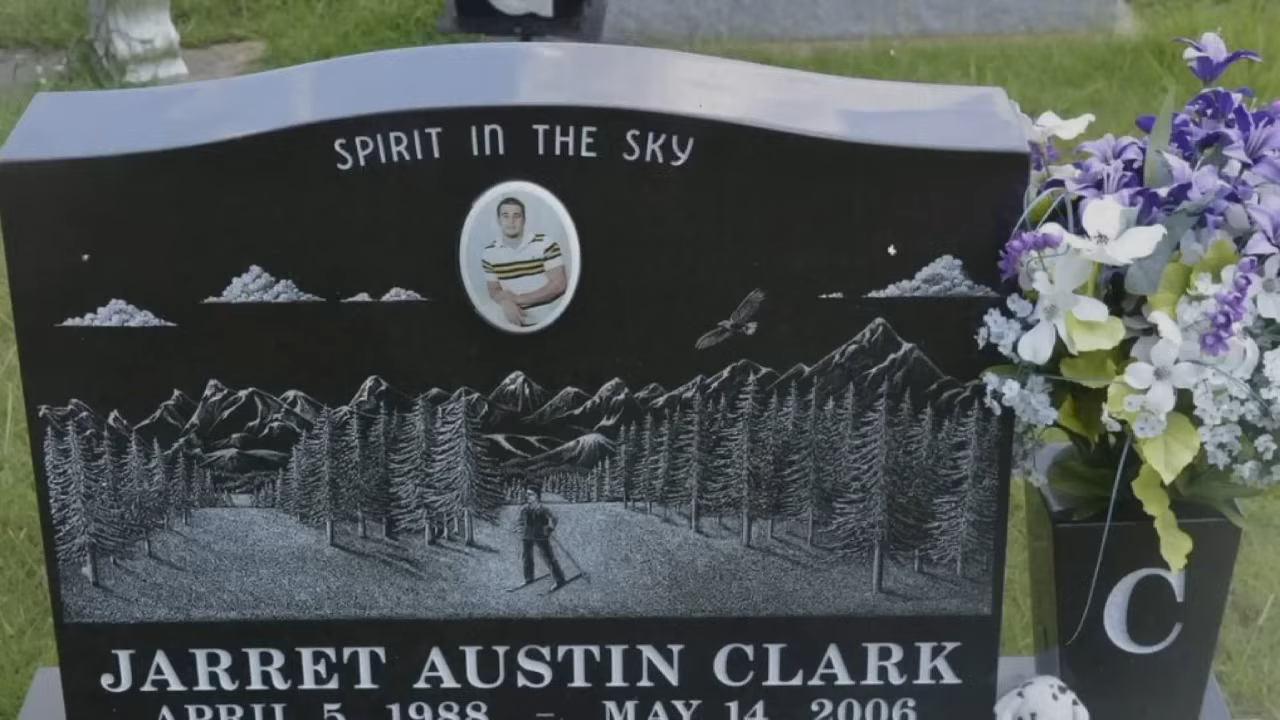 SPIRIT IN THE SKY
JARRET AUSTIN CLARK
APRIL 5, 1988 – MAY 14, 2006
C